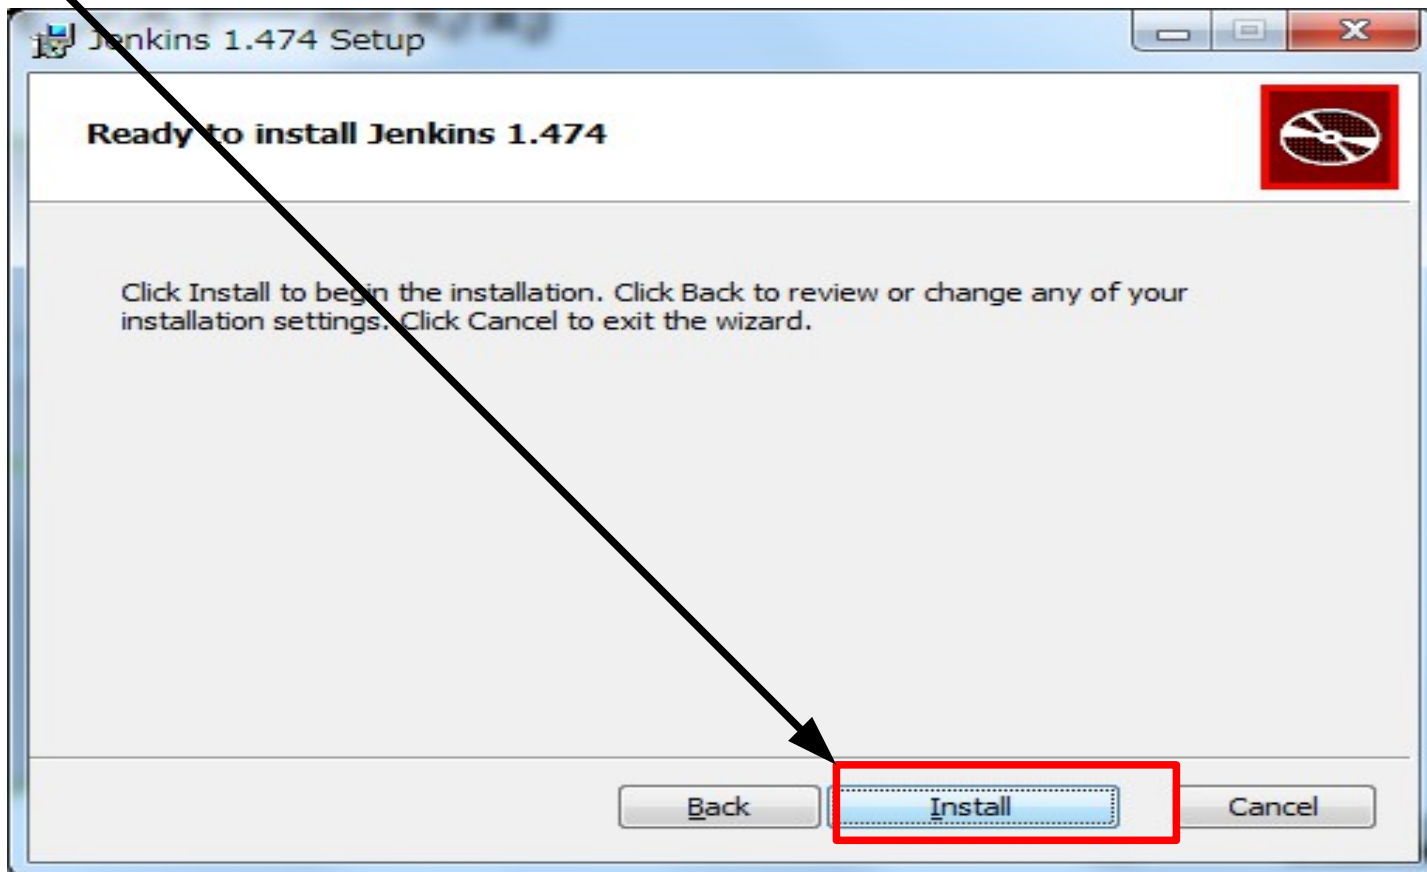 Jenkins 1.474 Setup
Ready to install Jenkins 1.474
Click Install to begin the installation. Click Back to review or change any of your
installation settings. Click Cancel to exit the wizard.
Back
Install
Cancel